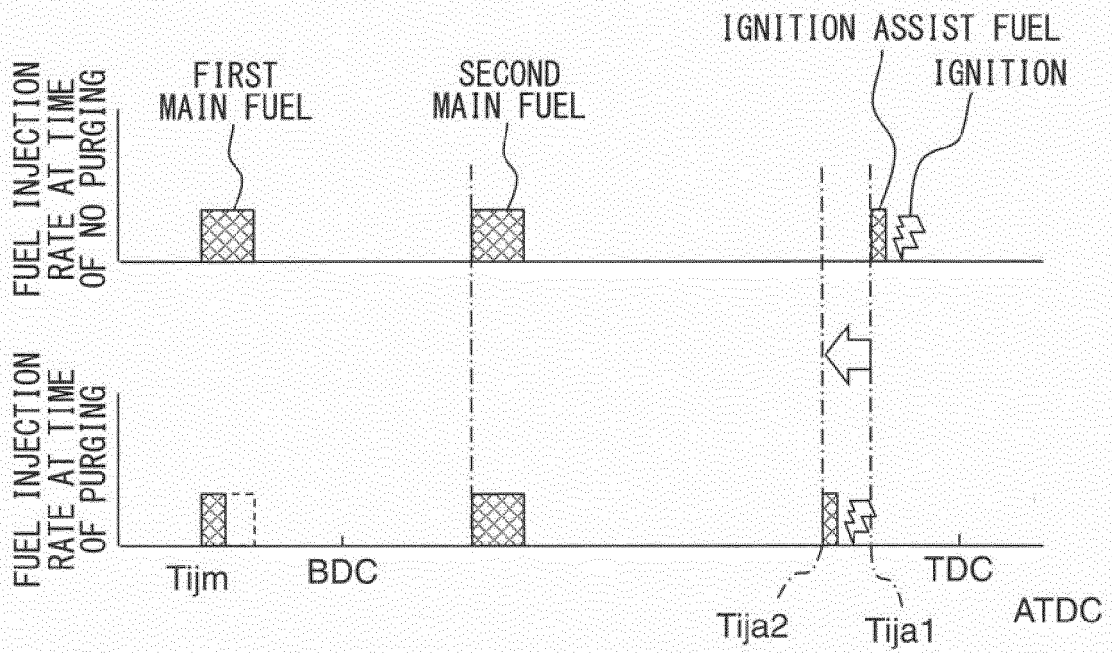 IGNITION ASSIST FUEL
IGNITION
FIRST
MAIN FUEL
SECOND
MAIN FUEL
FUEL INJECTION
RATE AT TIME
OF NO PURGING
FUEL INJECTION
RATE AT TIME
OF PURGING
Tijm
BDC
TDC
Tija2
Tija1
ATDC